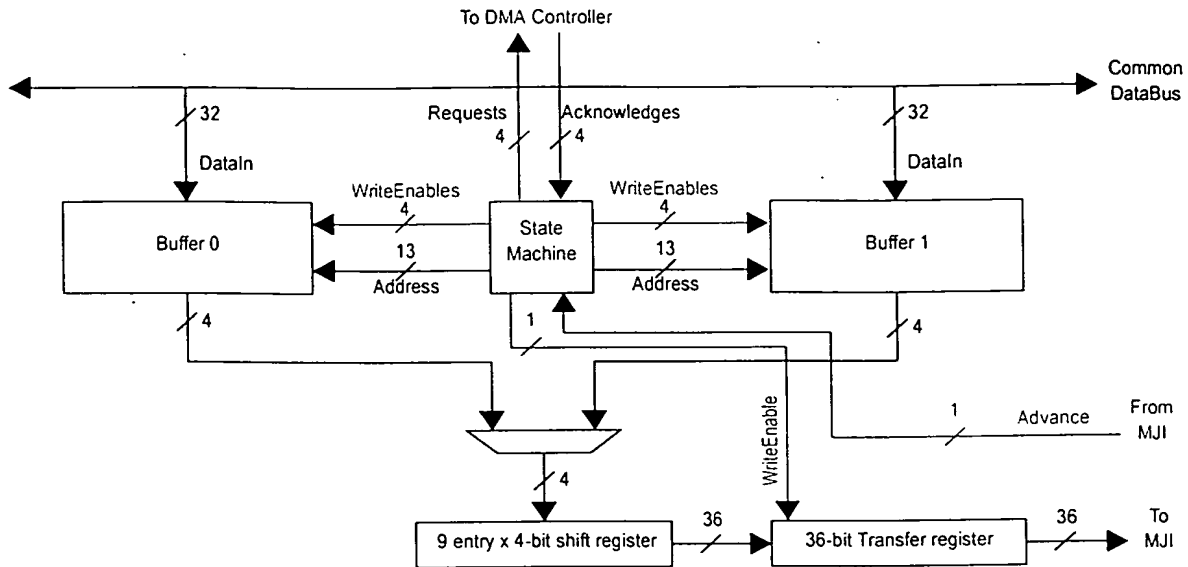 To DMA Controller
Common
DataBus
32
Requests
Acknowledges
32
4
4
DataIn
DataIn
WriteEnables
WriteEnables
4
4
Buffer 0
State
Machine
Buffer 1
13
13
Address
Address
4
1
4
WriteEnable
1
Advance
From
MJI
4
9 entry x 4-bit shift register
36
36-bit Transfer register
36
To
MJI